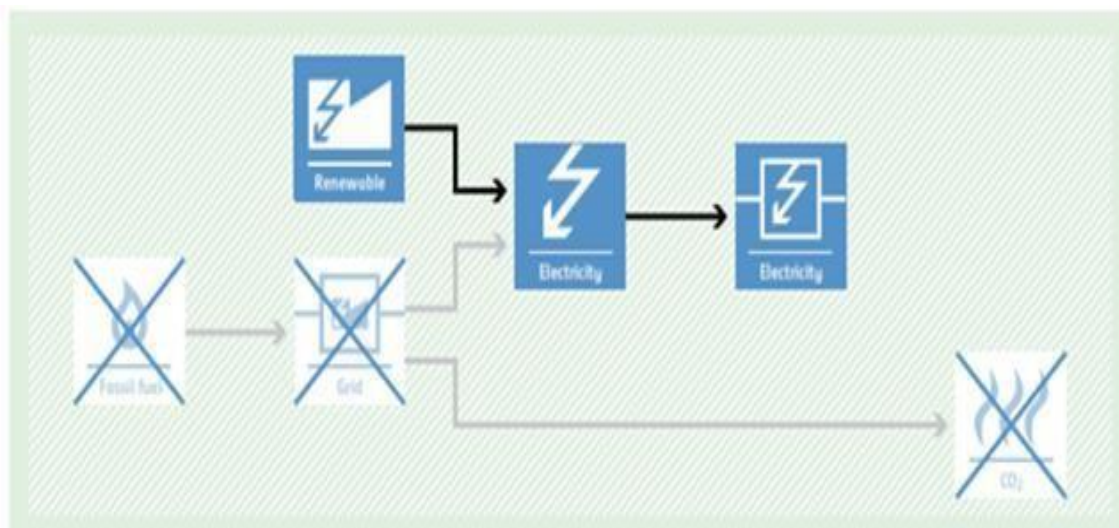 Renewable
Electricity
Electricity
Fossil fuel
Grid
CO₂